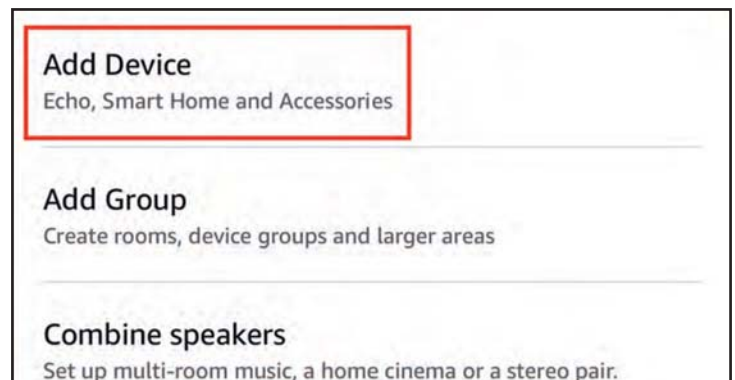 Add Device
Echo, Smart Home and Accessories
Add Group
Create rooms, device groups and larger areas
Combine speakers
Set up multi-room music, a home cinema or a stereo pair.